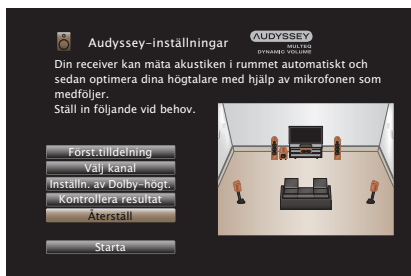 Audyssey-inställningar
AUDYSSEY
MULTEQ
DYNAMIC VOLUME
Din receiver kan mäta akustiken i rummet automatiskt och
sedan optimera dina högtalare med hjälp av mikrofonen som
medföljer.
Ställ in följande vid behov.
Först.tilldelning
Välj kanal
Inställn. av Dolby-högt.
Kontrollera resultat
Återställ
Starta